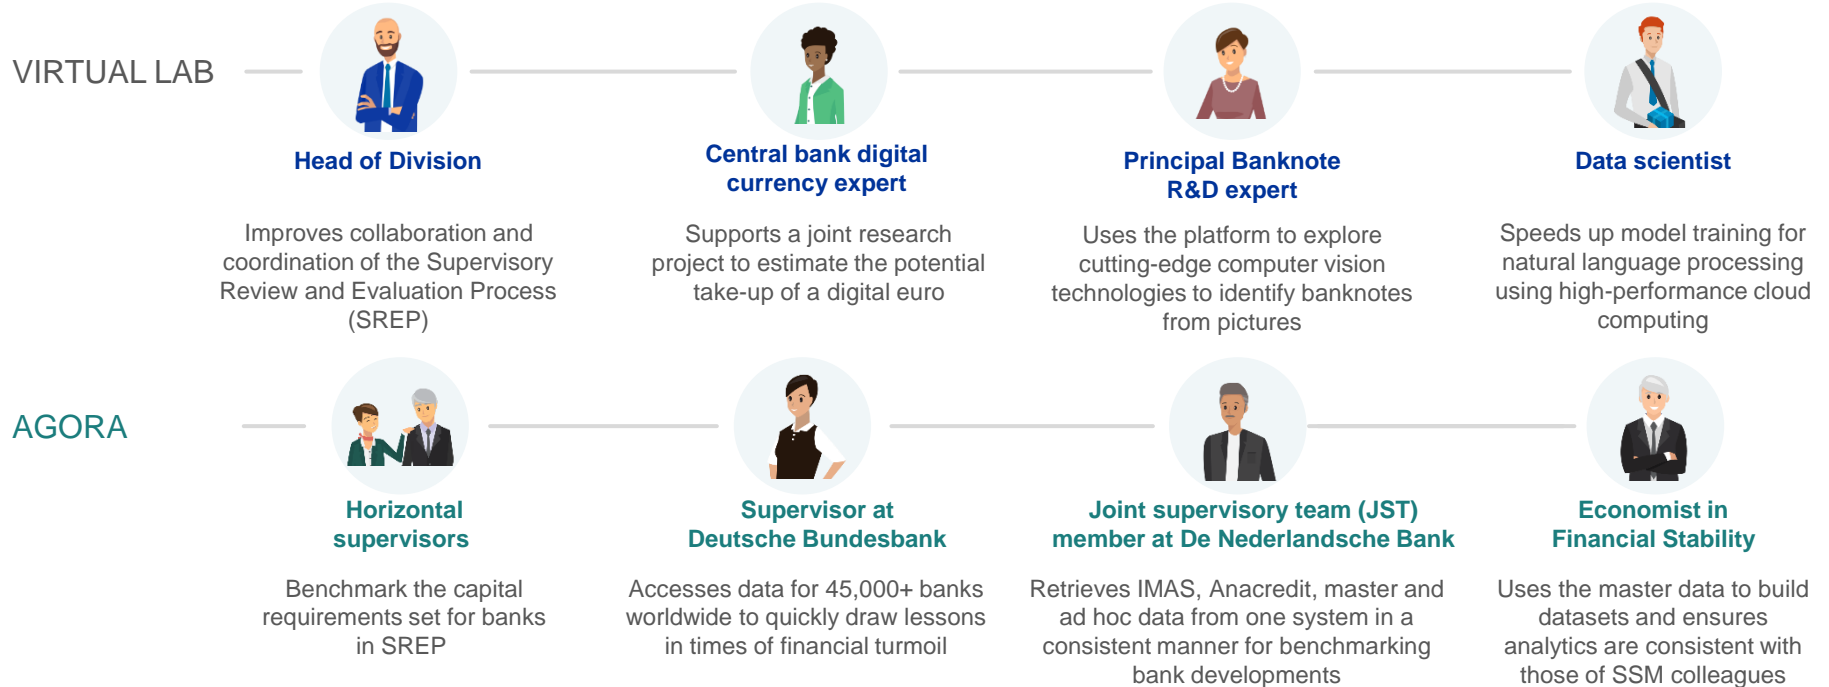 VIRTUAL LAB
Head of Division
Improves collaboration and
coordination of the Supervisory
Review and Evaluation Process
(SREP)
Central bank digital
currency expert
Supports a joint research
project to estimate the potential
take-up of a digital euro
Principal Banknote
R&D expert
Uses the platform to explore
cutting-edge computer vision
technologies to identify banknotes
from pictures
Data scientist
Speeds up model training for
natural language processing
using high-performance cloud
computing
AGORA
Horizontal
supervisors
Benchmark the capital
requirements set for banks
in SREP
Supervisor at
Deutsche Bundesbank
Accesses data for 45,000+ banks
worldwide to quickly draw lessons
in times of financial turmoil
Joint supervisory team (JST)
member at De Nederlandsche Bank
Retrieves IMAS, Anacredit, master and
ad hoc data from one system in a
consistent manner for benchmarking
bank developments
Economist in
Financial Stability
Uses the master data to build
datasets and ensures
analytics are consistent with
those of SSM colleagues